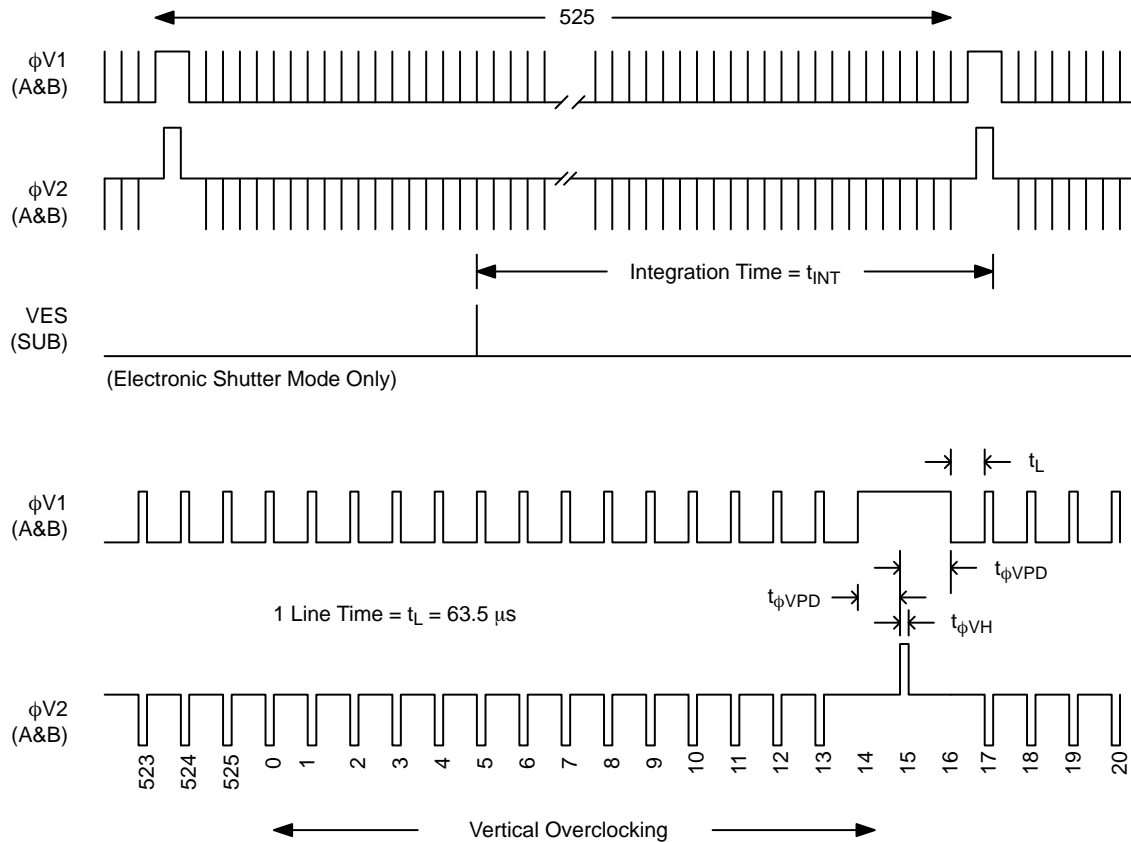 525
ϕV1
(A&B)
ϕV2
(A&B)
Integration Time = tINT
VES
(SUB)
(Electronic Shutter Mode Only)
tL
ϕV1
(A&B)
tϕVPD
tϕVPD
1 Line Time = tL = 63.5 μs
tϕVH
ϕV2
(A&B)
523 524 525 0 1 2 3 4 5 6 7 8 9 10 11 12 13 14 15 16 17 18 19 20
Vertical Overclocking